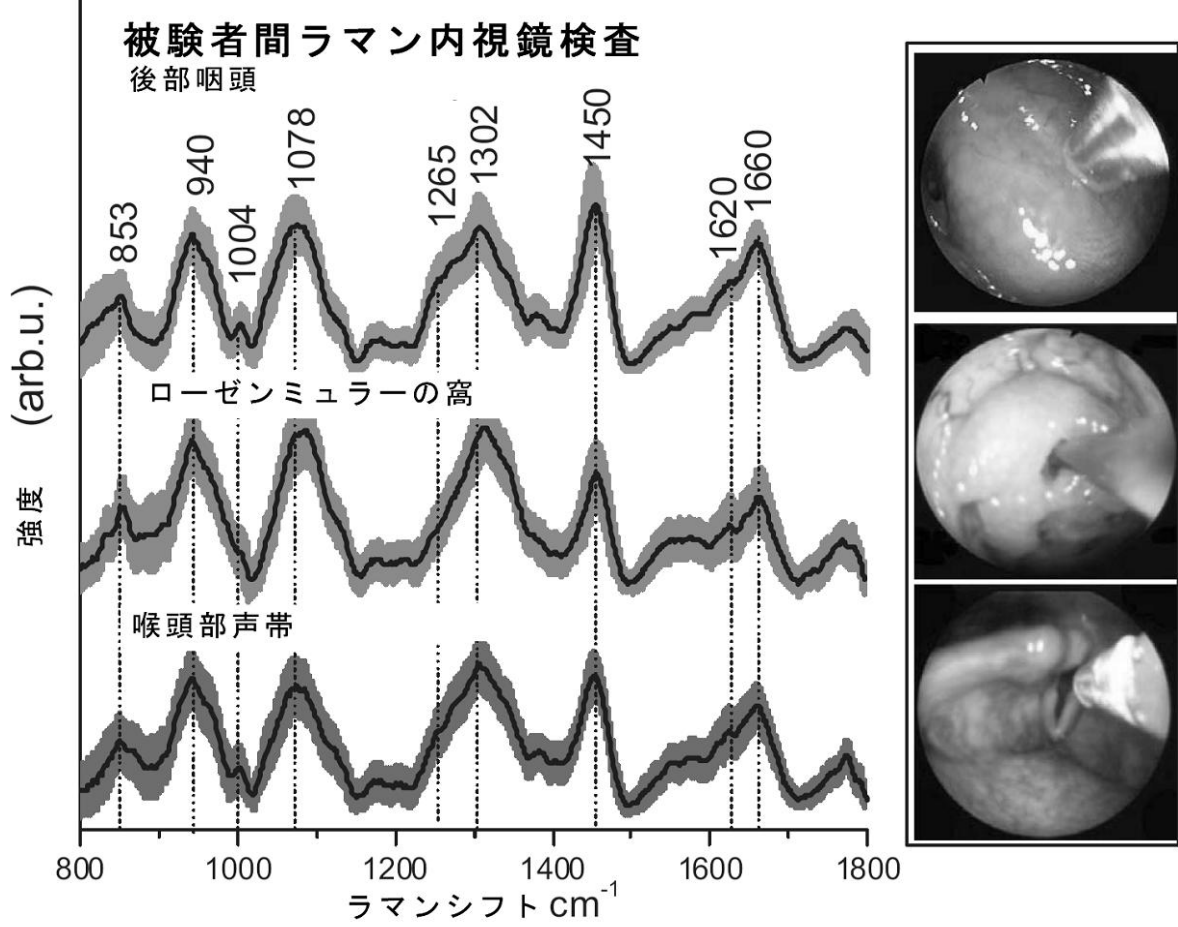 被験者間ラマン内視鏡検査
後部咽頭
853
940
1004
1078
1265
1302
1450
1620
1660
ローゼンミュラーの窩
喉頭部声帯
強度 (arb.u.)
800 1000 1200 1400 1600 1800
ラマンシフト cm⁻¹